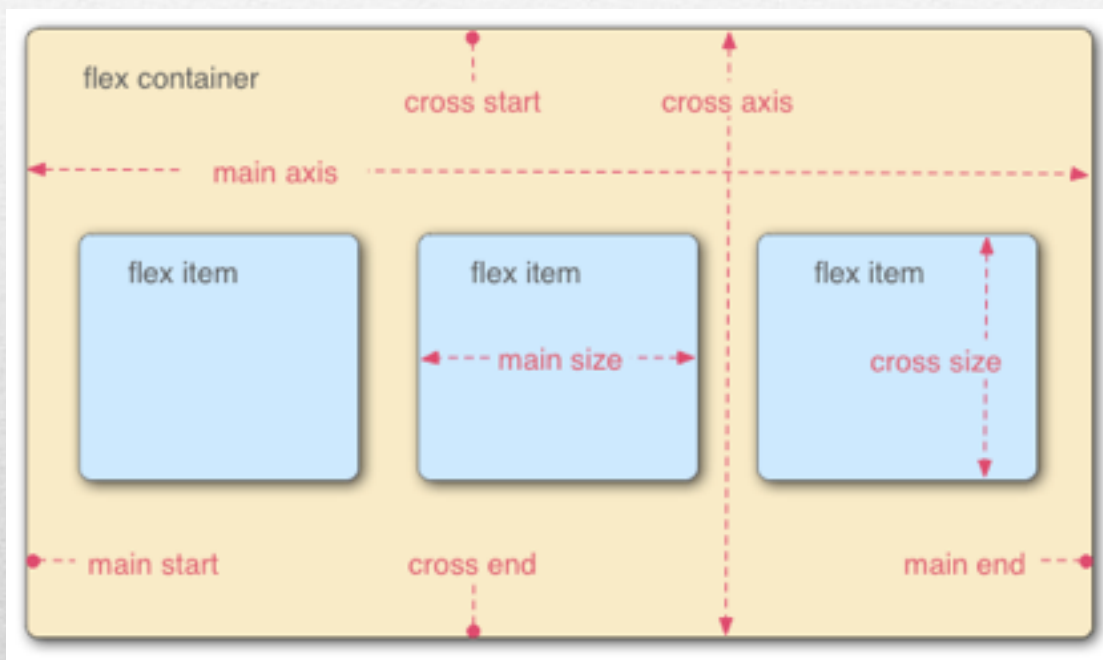 flex container
cross start
cross axis
main axis
flex item
flex item
flex item
main size
cross size
main start
cross end
main end